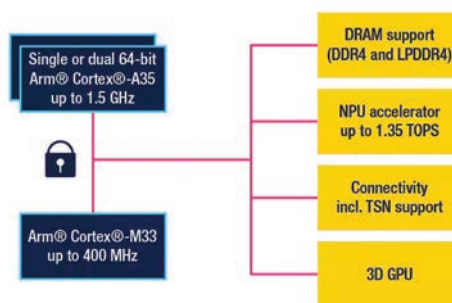 Single or dual 64-bit
Arm® Cortex®-A35
up to 1.5 GHz
Arm® Cortex®-M33
up to 400 MHz
DRAM support
(DDR4 and LPDDR4)
NPU accelerator
up to 1.35 TOPS
Connectivity
incl. TSN support
3D GPU